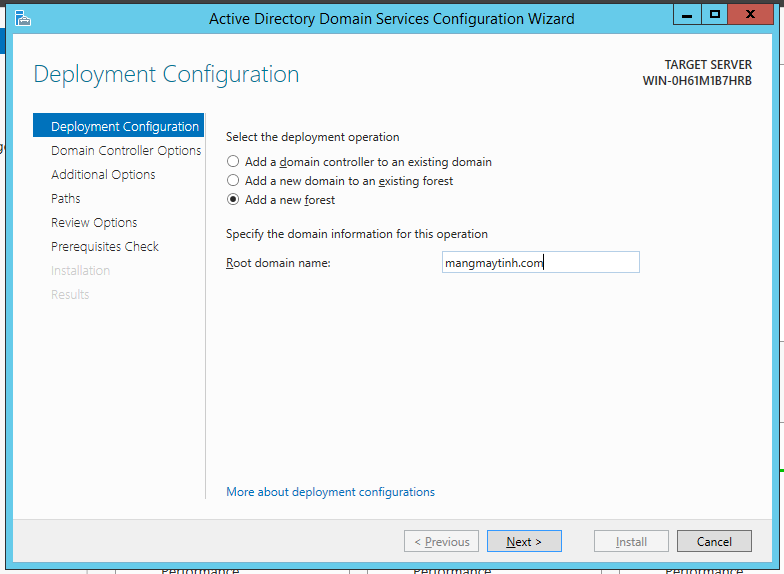 Active Directory Domain Services Configuration Wizard
Deployment Configuration
TARGET SERVER
WIN-0H61M1B7HRB
Deployment Configuration
Domain Controller Options
Additional Options
Paths
Review Options
Prerequisites Check
Installation
Results
Select the deployment operation
Add a domain controller to an existing domain
Add a new domain to an existing forest
Add a new forest
Specify the domain information for this operation
Root domain name:
mangmaytinh.com
More about deployment configurations
< Previous
Next >
Install
Cancel
Performance
Performance
Performance